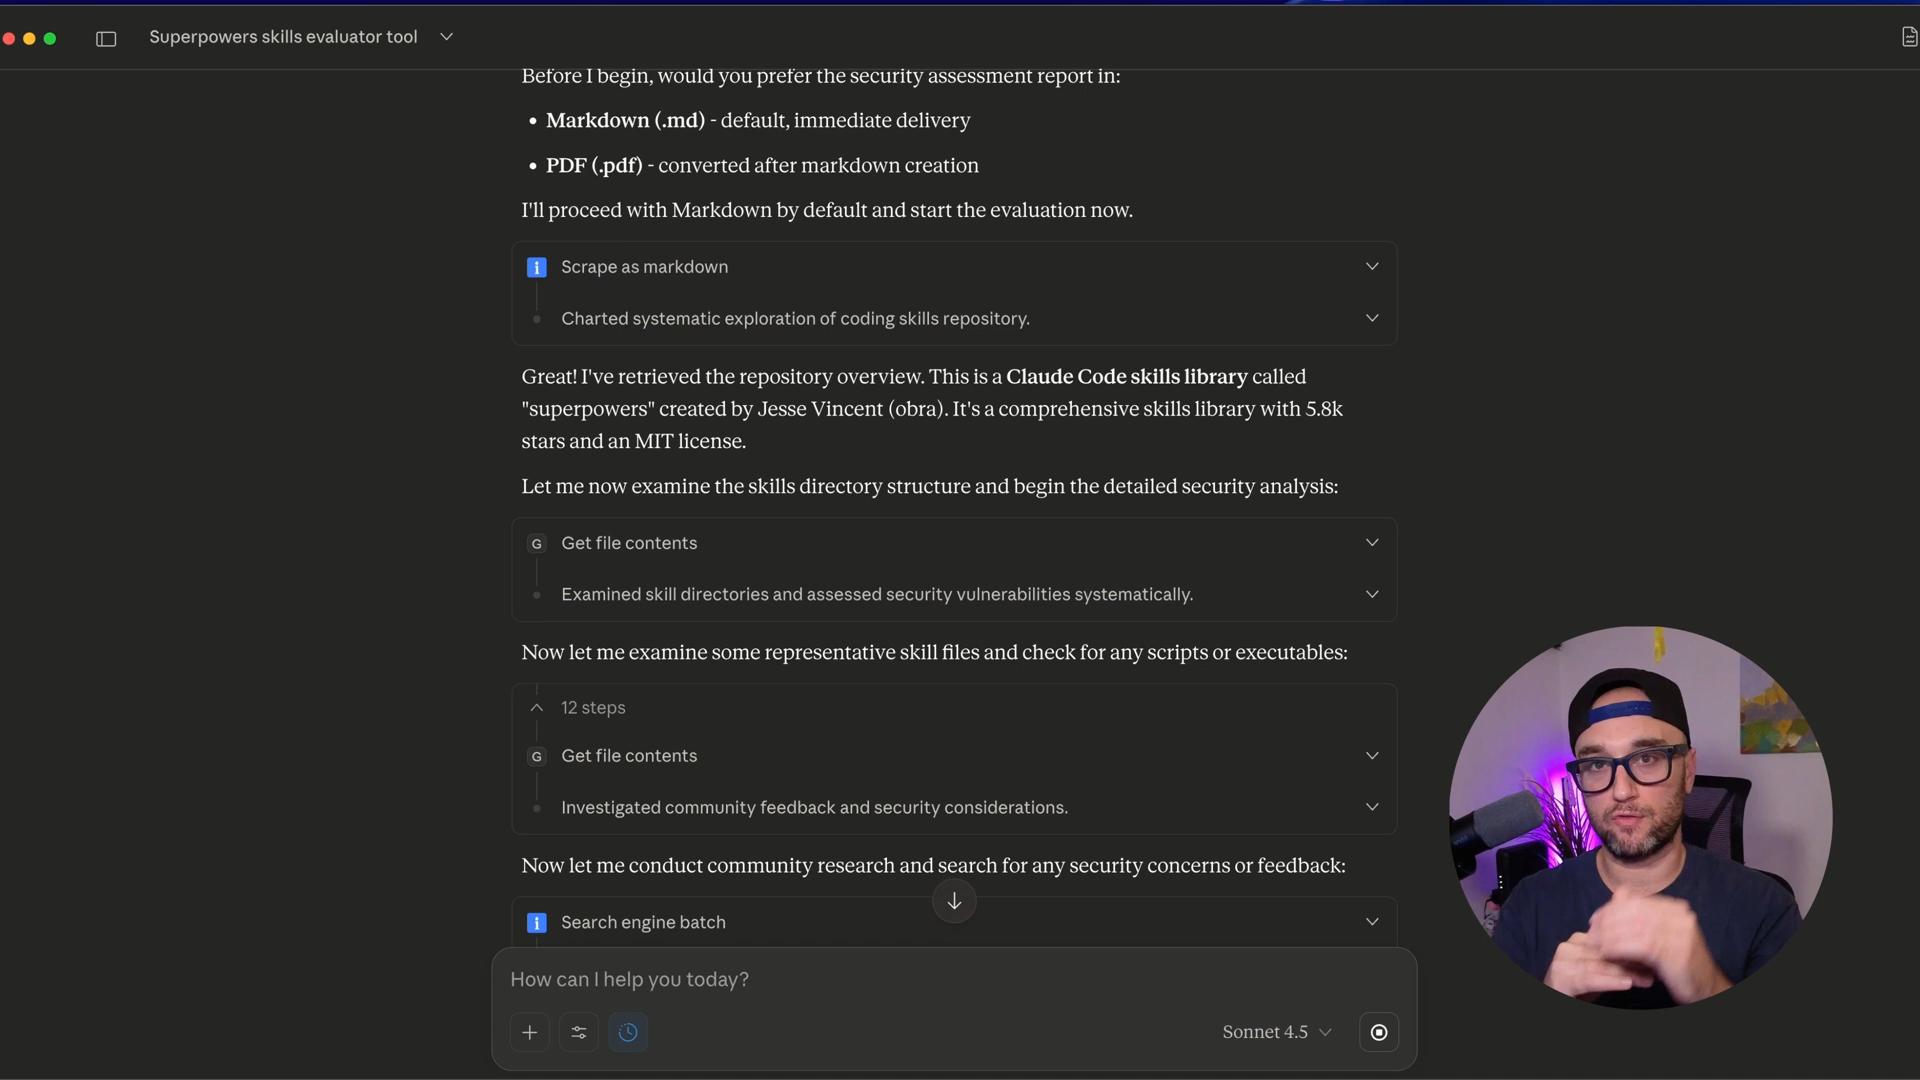 Superpowers skills evaluator tool
Before I begin, would you prefer the security assessment report in:
• Markdown (.md) - default, immediate delivery
• PDF (.pdf) - converted after markdown creation
I'll proceed with Markdown by default and start the evaluation now.
i Scrape as markdown
Charted systematic exploration of coding skills repository.
Great! I've retrieved the repository overview. This is a Claude Code skills library called
"superpowers" created by Jesse Vincent (obra). It's a comprehensive skills library with 5.8k
stars and an MIT license.
Let me now examine the skills directory structure and begin the detailed security analysis:
G Get file contents
Examined skill directories and assessed security vulnerabilities systematically.
Now let me examine some representative skill files and check for any scripts or executables:
12 steps
G Get file contents
Investigated community feedback and security considerations.
Now let me conduct community research and search for any security concerns or feedback:
i Search engine batch
How can I help you today?
Sonnet 4.5